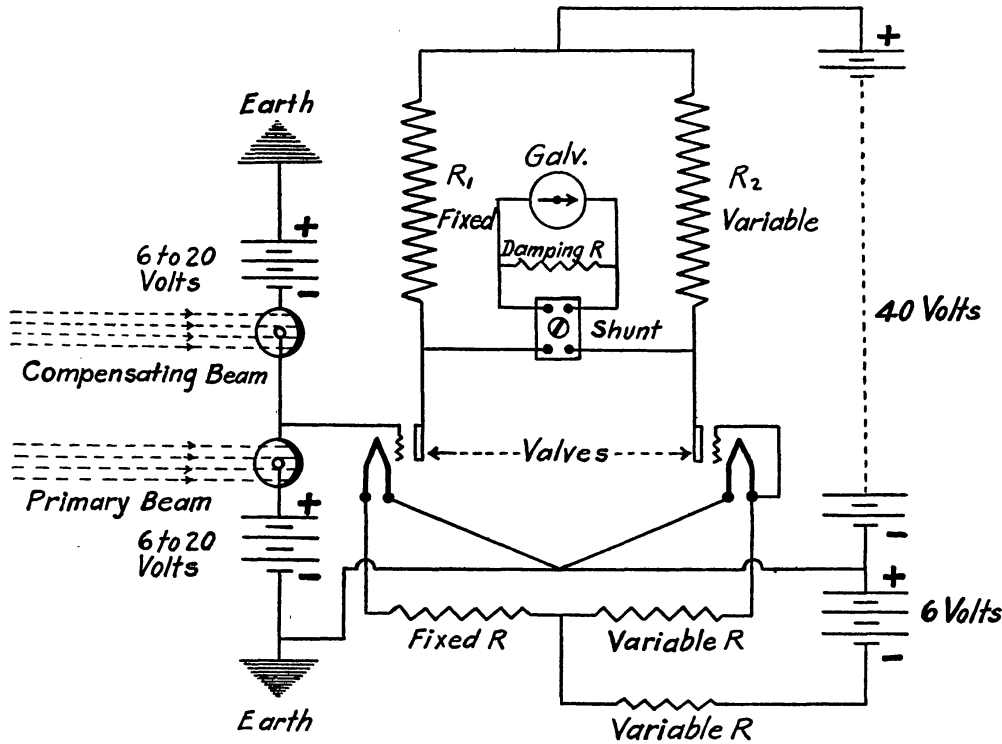 +
Earth
Galv.
R₁
Fixed
R₂
Variable
+
6 to 20
Volts
−
Damping R
Shunt
40 Volts
Compensating Beam
Valves
Primary Beam
+
6 to 20
Volts
−
−
+
6 Volts
−
Fixed R
Variable R
Earth
Variable R